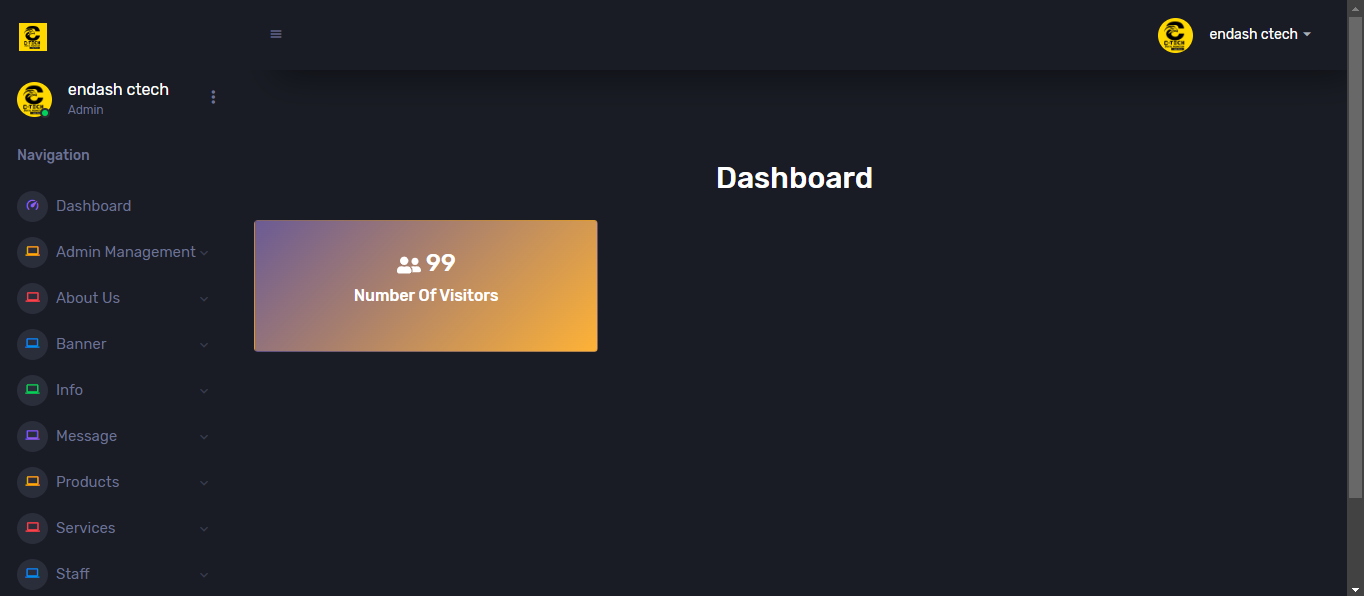 endash ctech
endash ctech
Admin
Navigation
Dashboard
Admin Management
About Us
Banner
Info
Message
Products
Services
Staff
Dashboard
99
Number Of Visitors